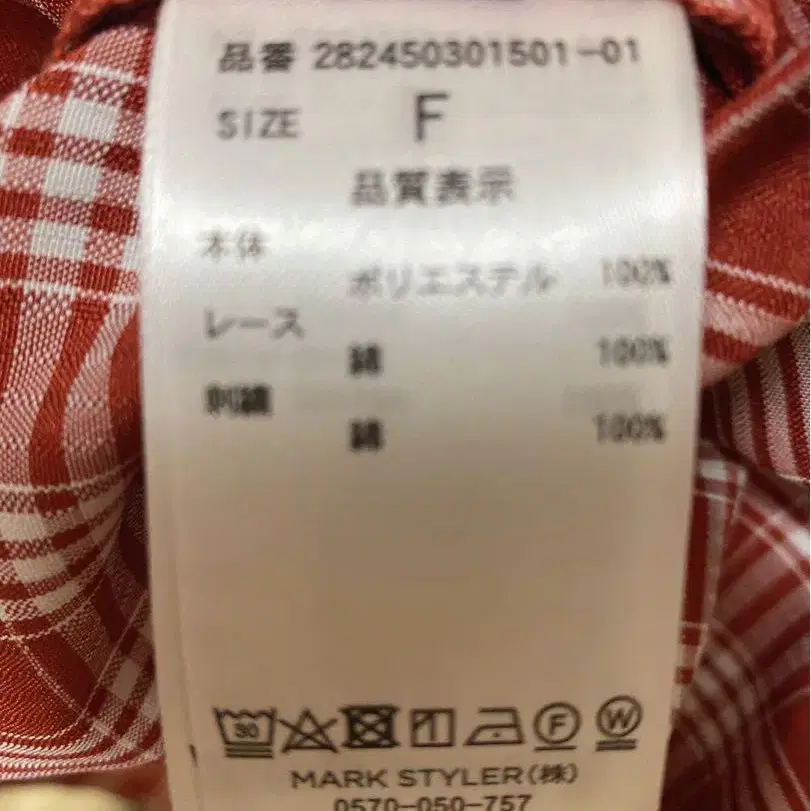 品番 282450301501-01
SIZE F
品質表示
本体
ポリエステル 100%
レース
綿 100%
刺繍
綿 100%
30
F W
MARK STYLER(株)
0570-050-757